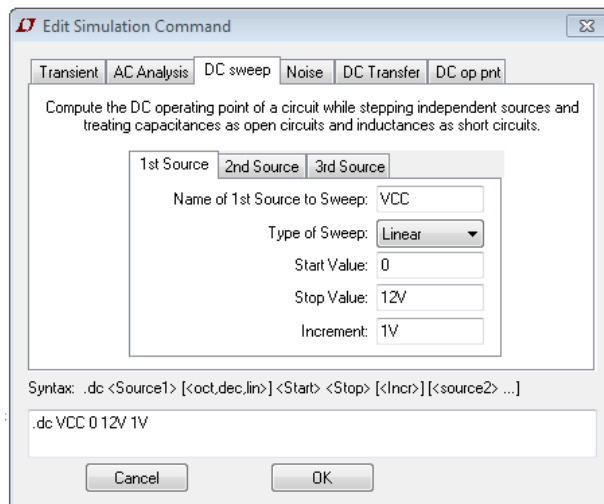 Edit Simulation Command
Transient AC Analysis DC sweep Noise DC Transfer DC op pnt
Compute the DC operating point of a circuit while stepping independent sources and
treating capacitances as open circuits and inductances as short circuits.
1st Source 2nd Source 3rd Source
Name of 1st Source to Sweep: VCC
Type of Sweep: Linear
Start Value: 0
Stop Value: 12V
Increment: 1V
Syntax: .dc <Source1> [<oct,dec,lin>] <Start> <Stop> [<Incr>] [<source2> ...]
.dc VCC 0 12V 1V
Cancel OK